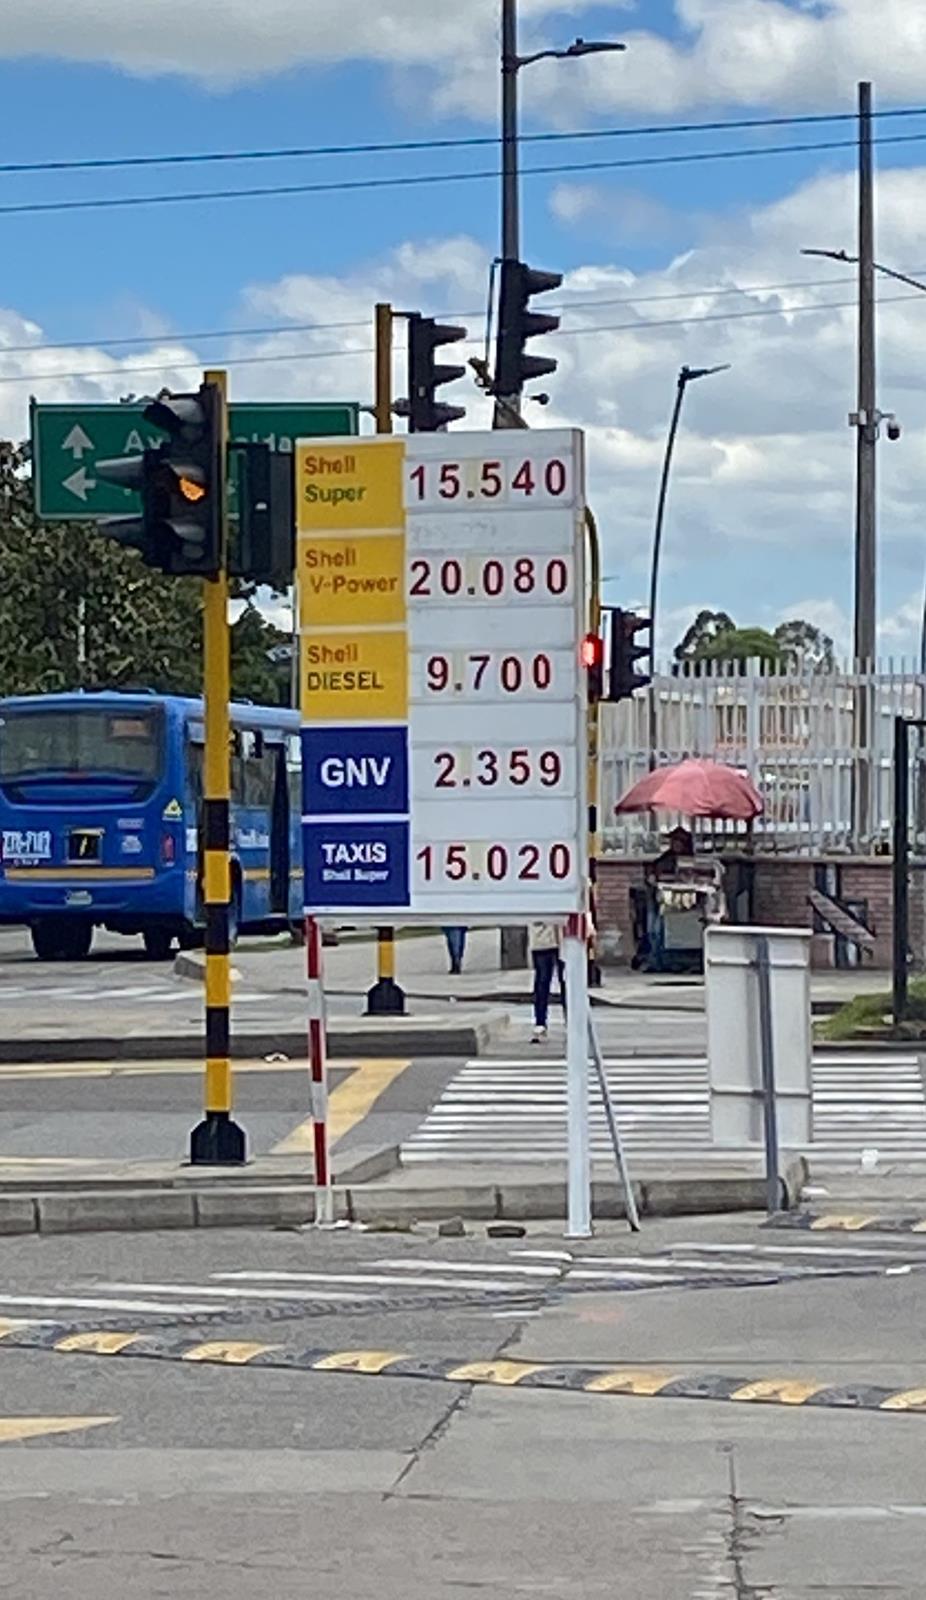 Shell
Super
15.540
Shell
V-Power
20.080
Shell
DIESEL
9.700
GNV
2.359
TAXIS
Shell Super
15.020